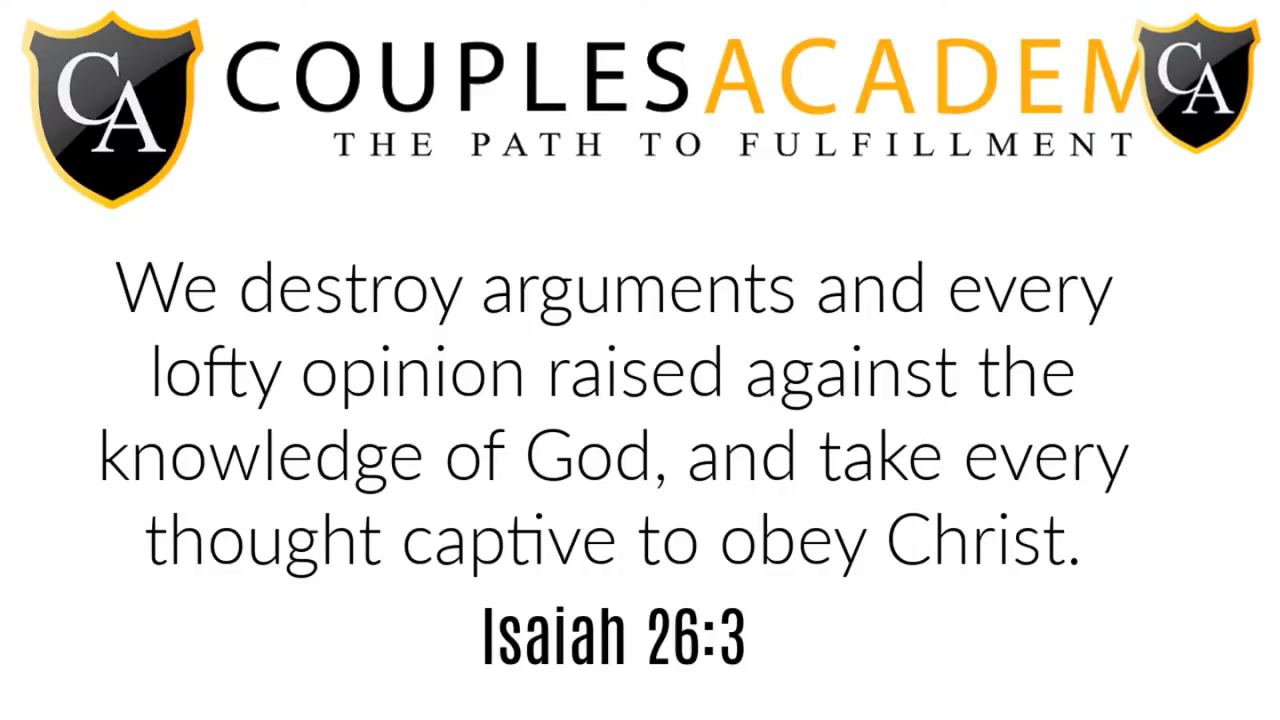 CA
COUPLESACADEM
CA
THE PATH TO FULFILLMENT
We destroy arguments and every
lofty opinion raised against the
knowledge of God, and take every
thought captive to obey Christ.
Isaiah 26:3